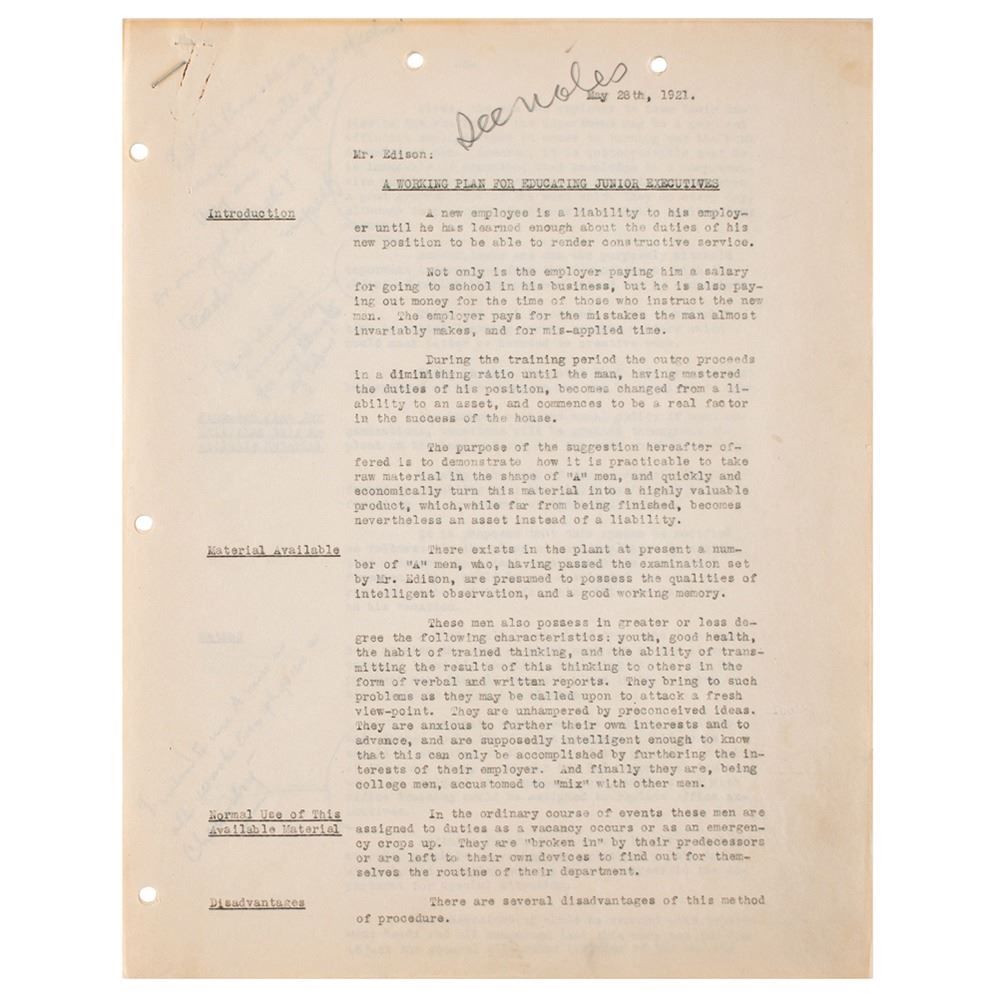 See notes
May 28th, 1921.
Mr. Edison:
A WORKING PLAN FOR EDUCATING JUNIOR EXECUTIVES
Introduction
A new employee is a liability to his employ-
er until he has learned enough about the duties of his
new position to be able to render constructive service.
Not only is the employer paying him a salary
for going to school in his business, but he is also pay-
ing out money for the time of those who instruct the new
man. The employer pays for the mistakes the man almost
invariably makes, and for mis-applied time.
During the training period the outgo proceeds
in a diminishing ratio until the man, having mastered
the duties of his position, becomes changed from a li-
ability to an asset, and commences to be a real factor
in the success of the house.
The purpose of the suggestion hereafter of-
fered is to demonstrate how it is practicable to take
raw material in the shape of "A" men, and quickly and
economically turn this material into a highly valuable
product, which,while far from being finished, becomes
nevertheless an asset instead of a liability.
Material Available
There exists in the plant at present a num-
ber of "A" men, who, having passed the examination set
by Mr. Edison, are presumed to possess the qualities of
intelligent observation, and a good working memory.
These men also possess in greater or less de-
gree the following characteristics: youth, good health,
the habit of trained thinking, and the ability of trans-
mitting the results of this thinking to others in the
form of verbal and written reports. They bring to such
problems as they may be called upon to attack a fresh
view-point. They are unhampered by preconceived ideas.
They are anxious to further their own interests and to
advance, and are supposedly intelligent enough to know
that this can only be accomplished by furthering the in-
terests of their employer. And finally they are, being
college men, accustomed to "mix" with other men.
Normal Use of This
Available Material
In the ordinary course of events these men are
assigned to duties as a vacancy occurs or as an emergen-
cy crops up. They are "broken in" by their predecessors
or are left to their own devices to find out for them-
selves the routine of their department.
Disadvantages
There are several disadvantages of this method
of procedure.